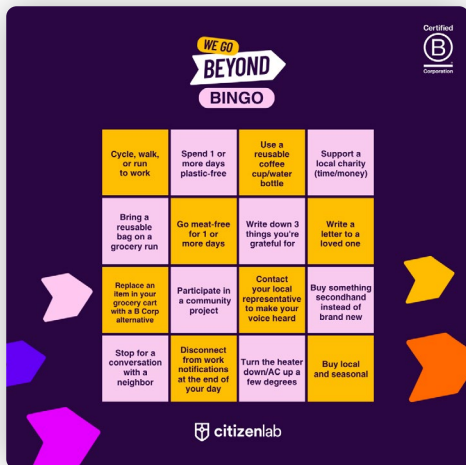 WE GO
BEYOND
BINGO
Certified
B
Corporation
Cycle, walk,
or run
to work
Spend 1 or
more days
plastic-free
Use a
reusable
coffee
cup/water
bottle
Support a
local charity
(time/money)
Bring a
reusable
bag on a
grocery run
Go meat-free
for 1 or
more days
Write down 3
things you're
grateful for
Write a
letter to a
loved one
Replace an
item in your
grocery cart
with a B Corp
alternative
Participate in
a community
project
Contact
your local
representative
to make your
voice heard
Buy something
secondhand
instead of
brand new
Stop for a
conversation
with a
neighbor
Disconnect
from work
notifications
at the end of
your day
Turn the heater
down/AC up a
few degrees
Buy local
and seasonal
citizenlab